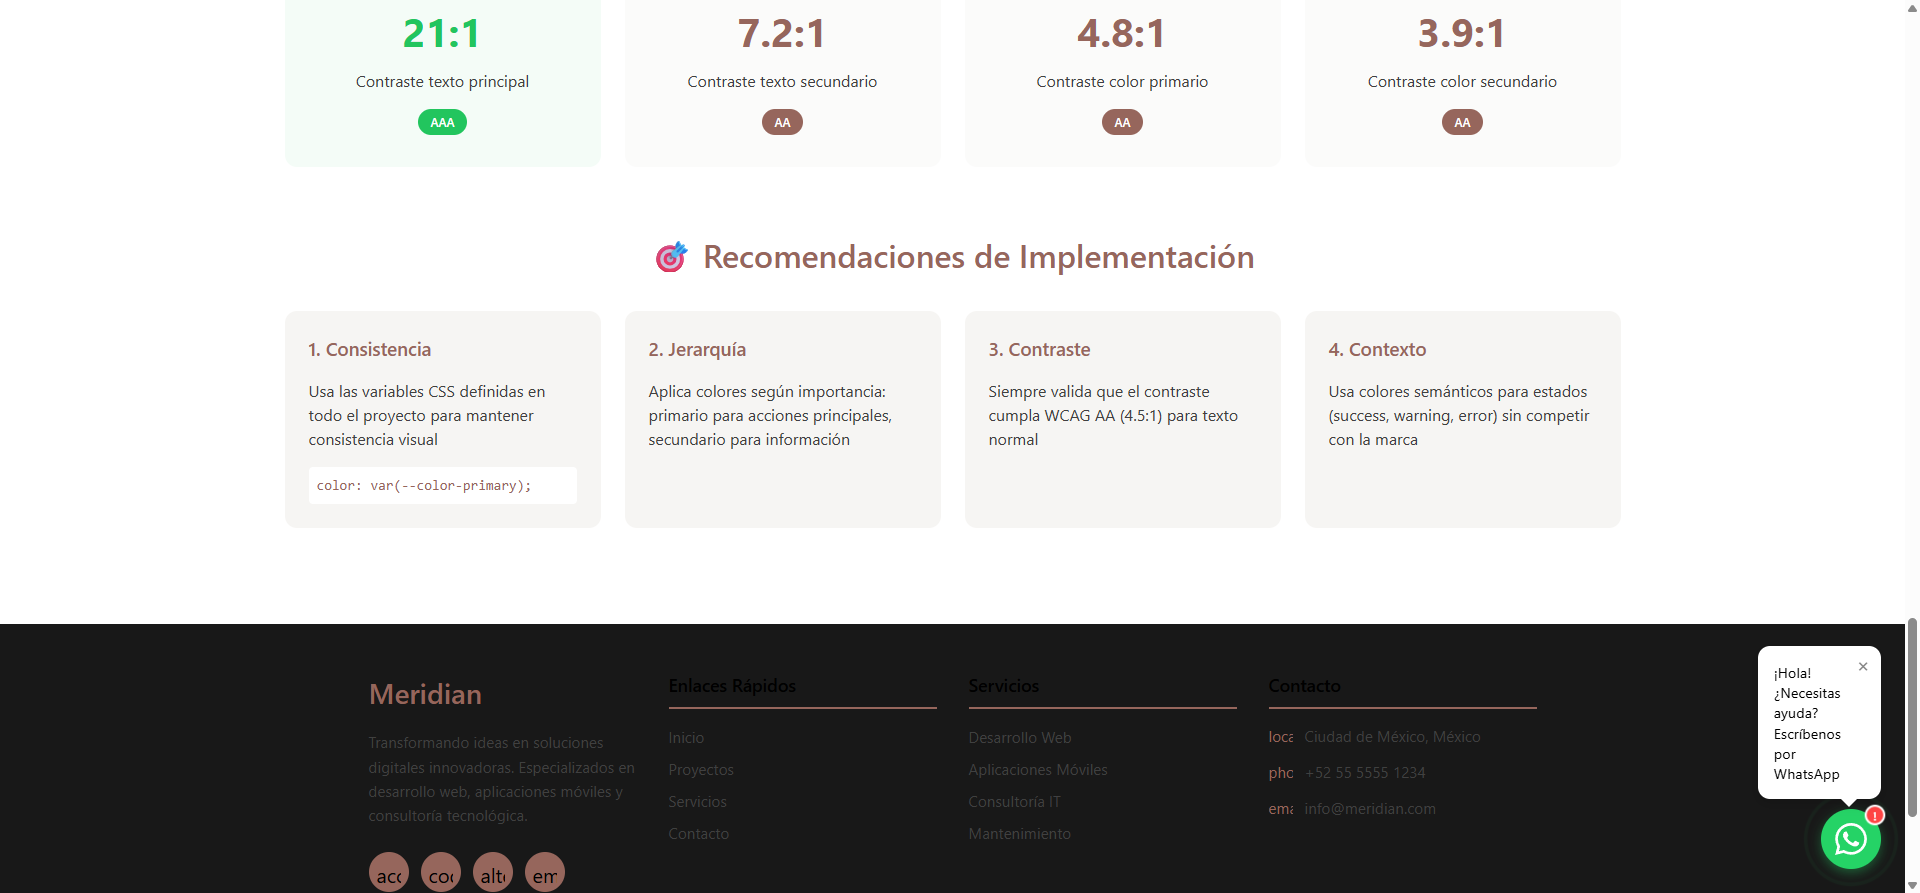 21:1
Contraste texto principal
AAA
7.2:1
Contraste texto secundario
AA
4.8:1
Contraste color primario
AA
3.9:1
Contraste color secundario
AA
Recomendaciones de Implementación
1. Consistencia
Usa las variables CSS definidas en
todo el proyecto para mantener
consistencia visual
color: var(--color-primary);
2. Jerarquía
Aplica colores según importancia:
primario para acciones principales,
secundario para información
3. Contraste
Siempre valida que el contraste
cumpla WCAG AA (4.5:1) para texto
normal
4. Contexto
Usa colores semánticos para estados
(success, warning, error) sin competir
con la marca
Meridian
Transformando ideas en soluciones
digitales innovadoras. Especializados en
desarrollo web, aplicaciones móviles y
consultoría tecnológica.
acc
coc
alte
em
Enlaces Rápidos
Inicio
Proyectos
Servicios
Contacto
Servicios
Desarrollo Web
Aplicaciones Móviles
Consultoría IT
Mantenimiento
Contacto
loca Ciudad de México, México
pho +52 55 5555 1234
ema info@meridian.com
¡Hola!
¿Necesitas
ayuda?
Escríbenos
por
WhatsApp
×
!